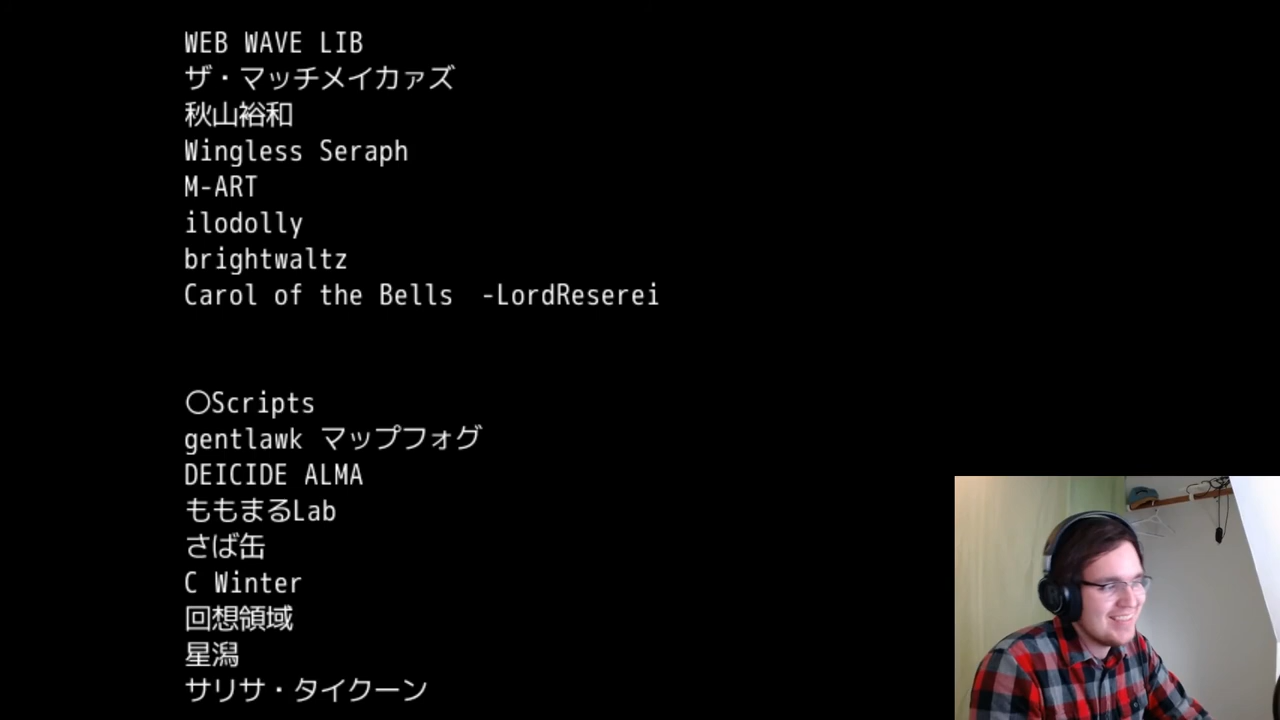 WEB WAVE LIB
ザ・マッチメイカァズ
秋山裕和
Wingless Seraph
M-ART
ilodolly
brightwaltz
Carol of the Bells -LordReserei
〇Scripts
gentlawk マップフォグ
DEICIDE ALMA
ももまるLab
さば缶
C Winter
回想領域
星潟
サリサ・タイクーン